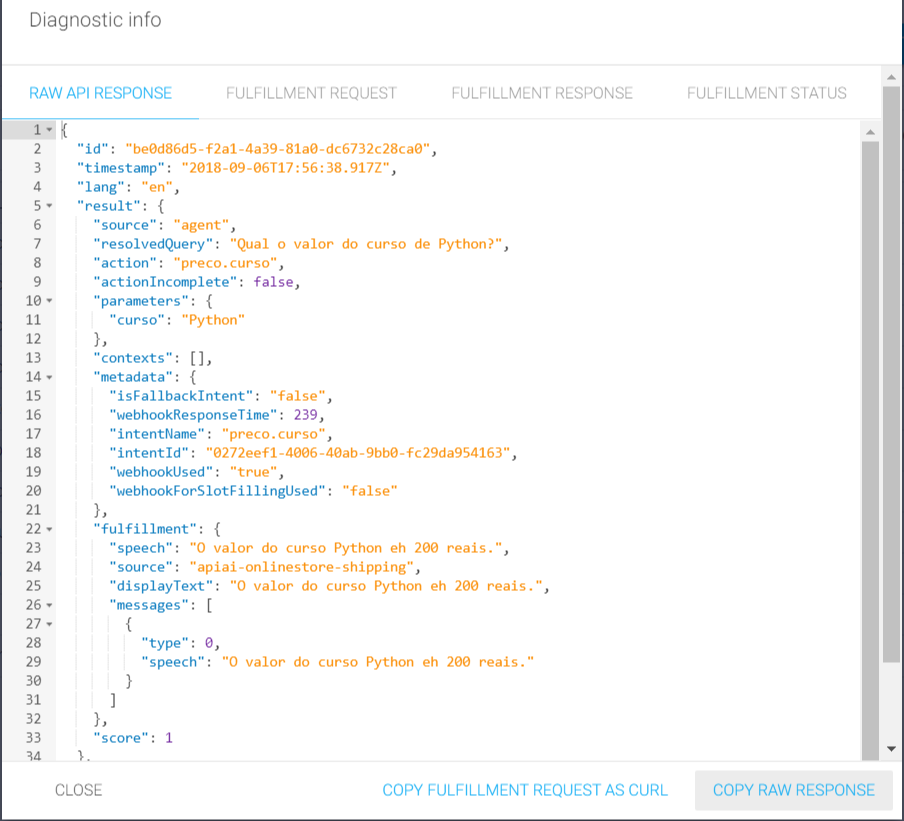 Diagnostic info
RAW API RESPONSE FULFILLMENT REQUEST FULFILLMENT RESPONSE FULFILLMENT STATUS
1 {
2 "id": "be0d86d5-f2a1-4a39-81a0-dc6732c28ca0",
3 "timestamp": "2018-09-06T17:56:38.917Z",
4 "lang": "en",
5 "result": {
6 "source": "agent",
7 "resolvedQuery": "Qual o valor do curso de Python?",
8 "action": "preco.curso",
9 "actionIncomplete": false,
10 "parameters": {
11 "curso": "Python"
12 },
13 "contexts": [],
14 "metadata": {
15 "isFallbackIntent": "false",
16 "webhookResponseTime": 239,
17 "intentName": "preco.curso",
18 "intentId": "0272eef1-4006-40ab-9bb0-fc29da954163",
19 "webhookUsed": "true",
20 "webhookForSlotFillingUsed": "false"
21 },
22 "fulfillment": {
23 "speech": "O valor do curso Python eh 200 reais.",
24 "source": "apiai-onlinestore-shipping",
25 "displayText": "O valor do curso Python eh 200 reais.",
26 "messages": [
27 {
28 "type": 0,
29 "speech": "O valor do curso Python eh 200 reais."
30 }
31 ]
32 },
33 "score": 1
34 },
CLOSE COPY FULFILLMENT REQUEST AS CURL COPY RAW RESPONSE